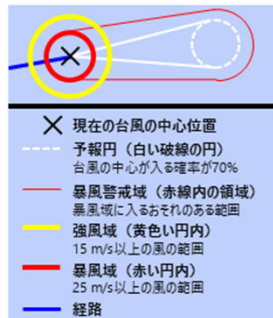 現在の台風の中心位置
予報円（白い破線の円）
台風の中心が入る確率が70%
暴風警戒域（赤線内の領域）
暴風域に入るおそれのある範囲
強風域（黄色い円内）
15 m/s以上の風の範囲
暴風域（赤い円内）
25 m/s以上の風の範囲
経路